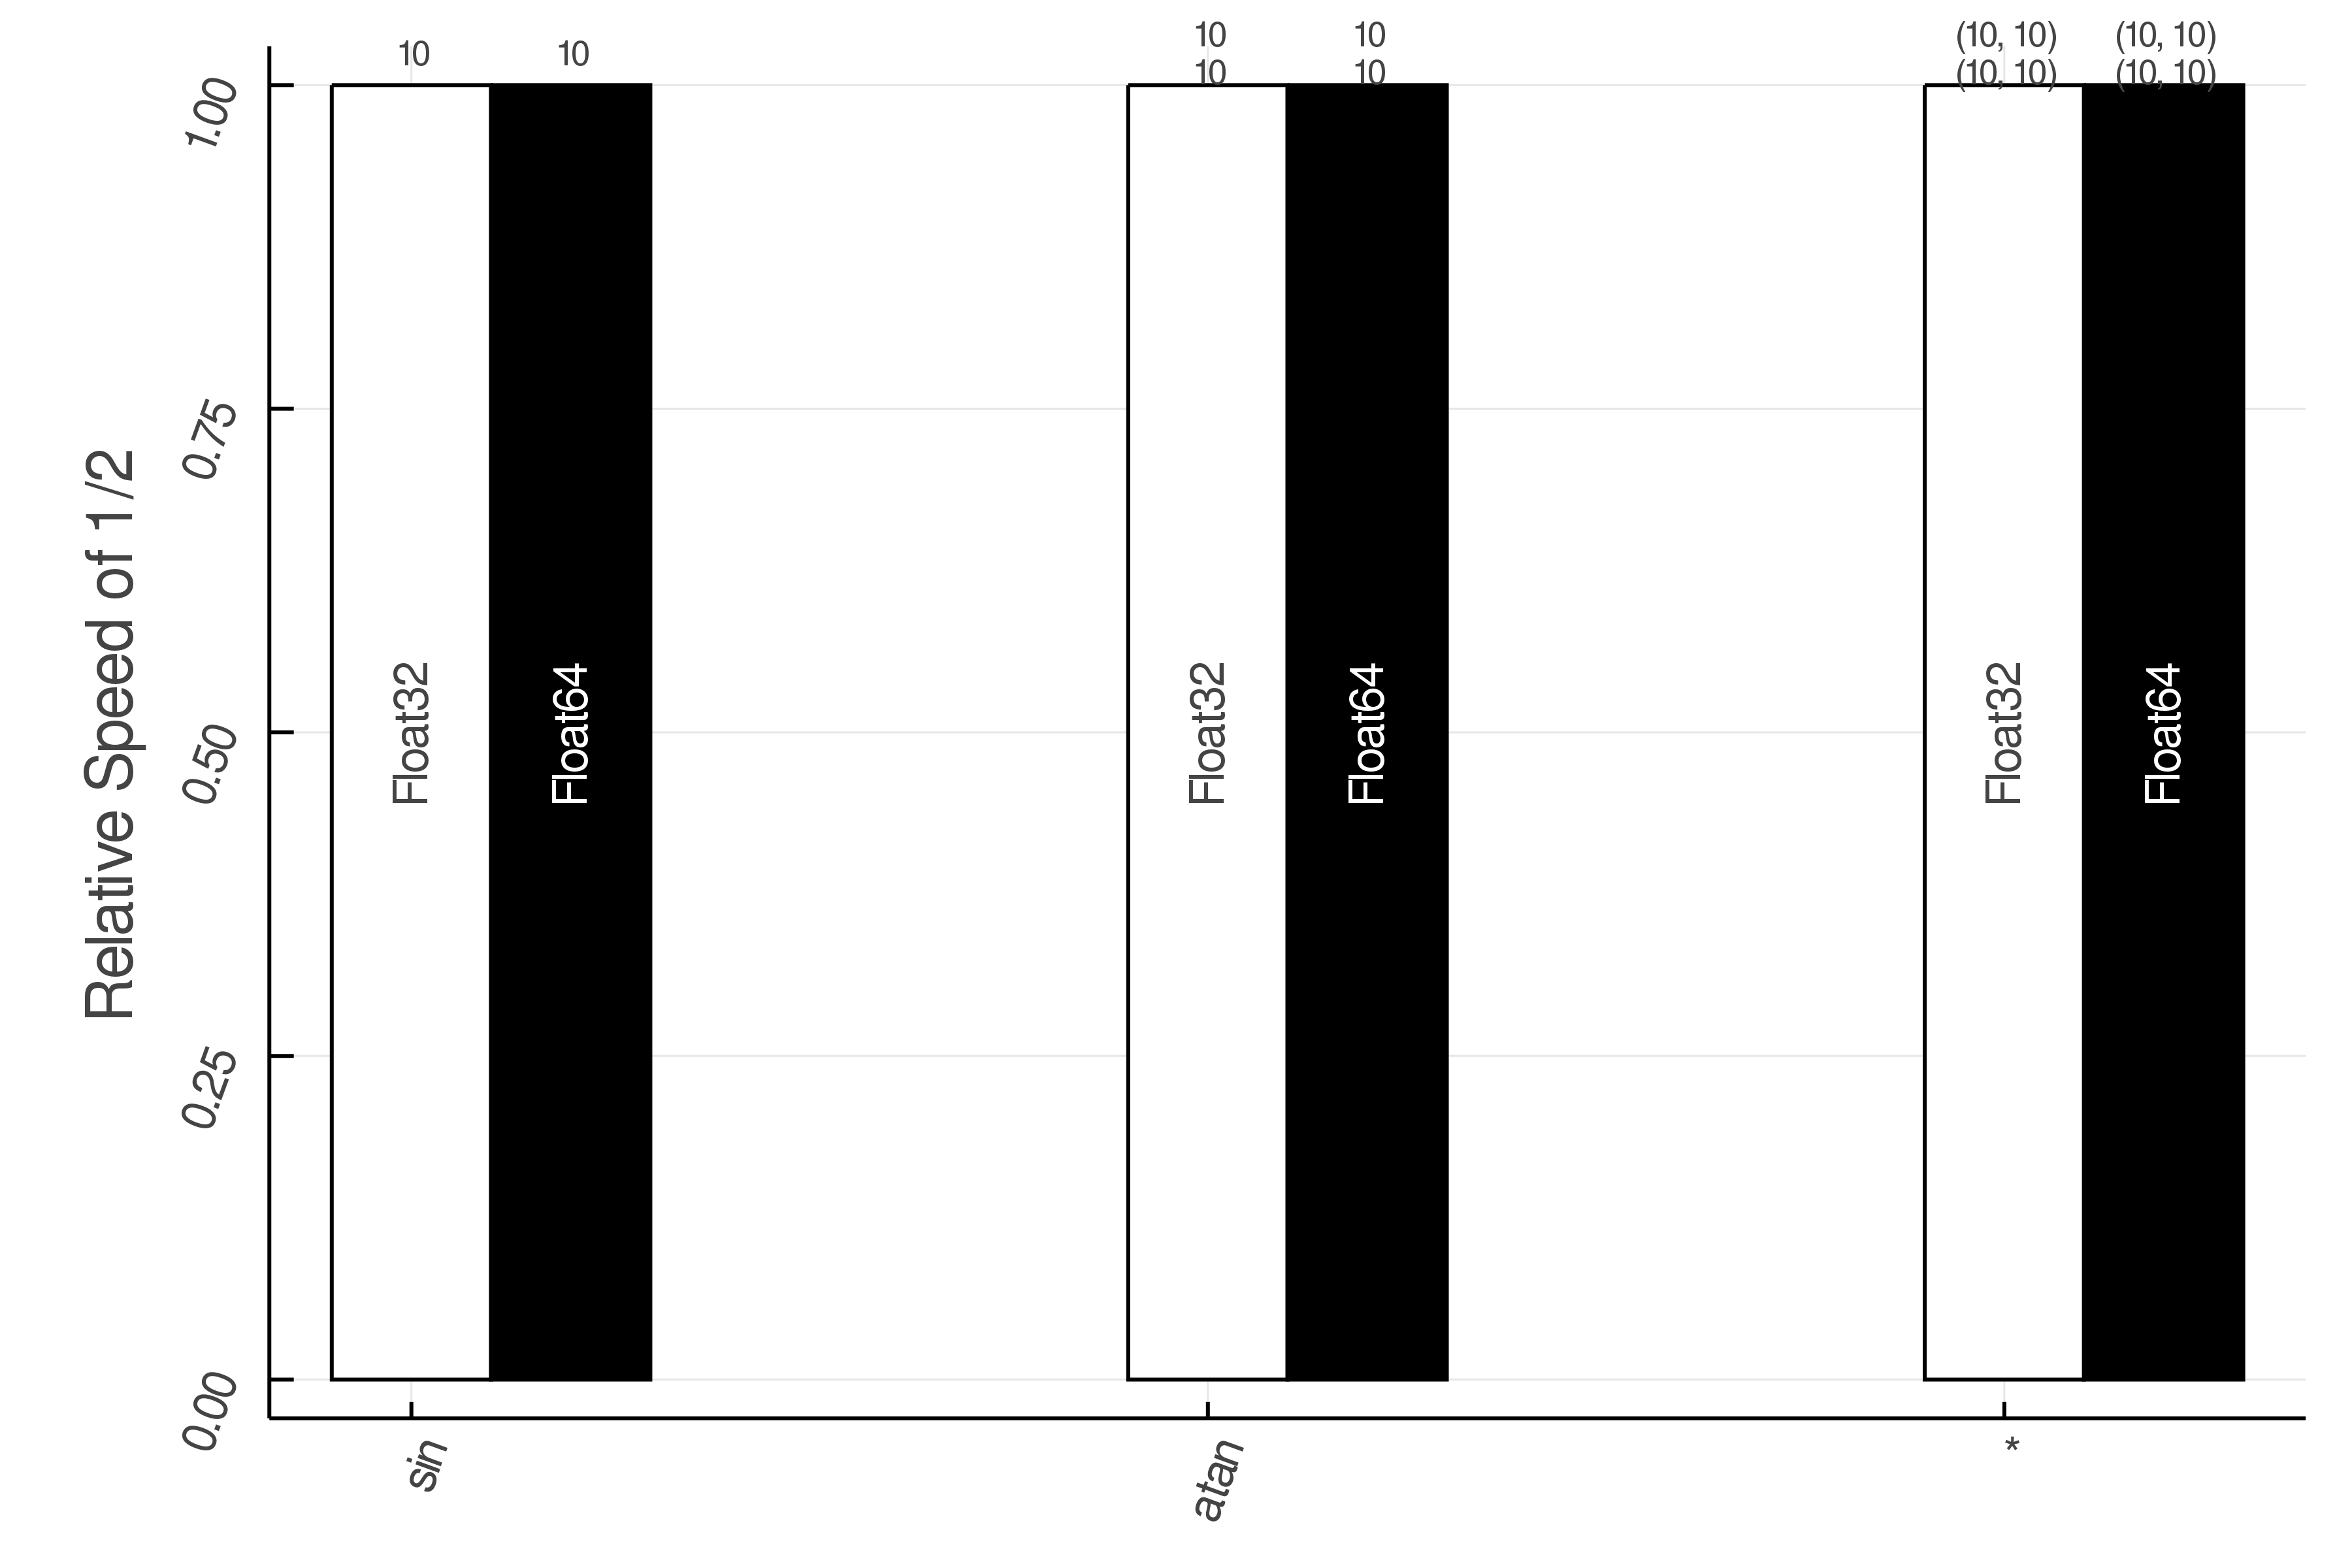 10
10
10
10
10
10
(10, 10)
(10, 10)
(10, 10)
(10, 10)
Relative Speed of 1/2
1.00
0.75
0.50
0.25
0.00
Float32
Float64
Float32
Float64
Float32
Float64
sin
atan
*